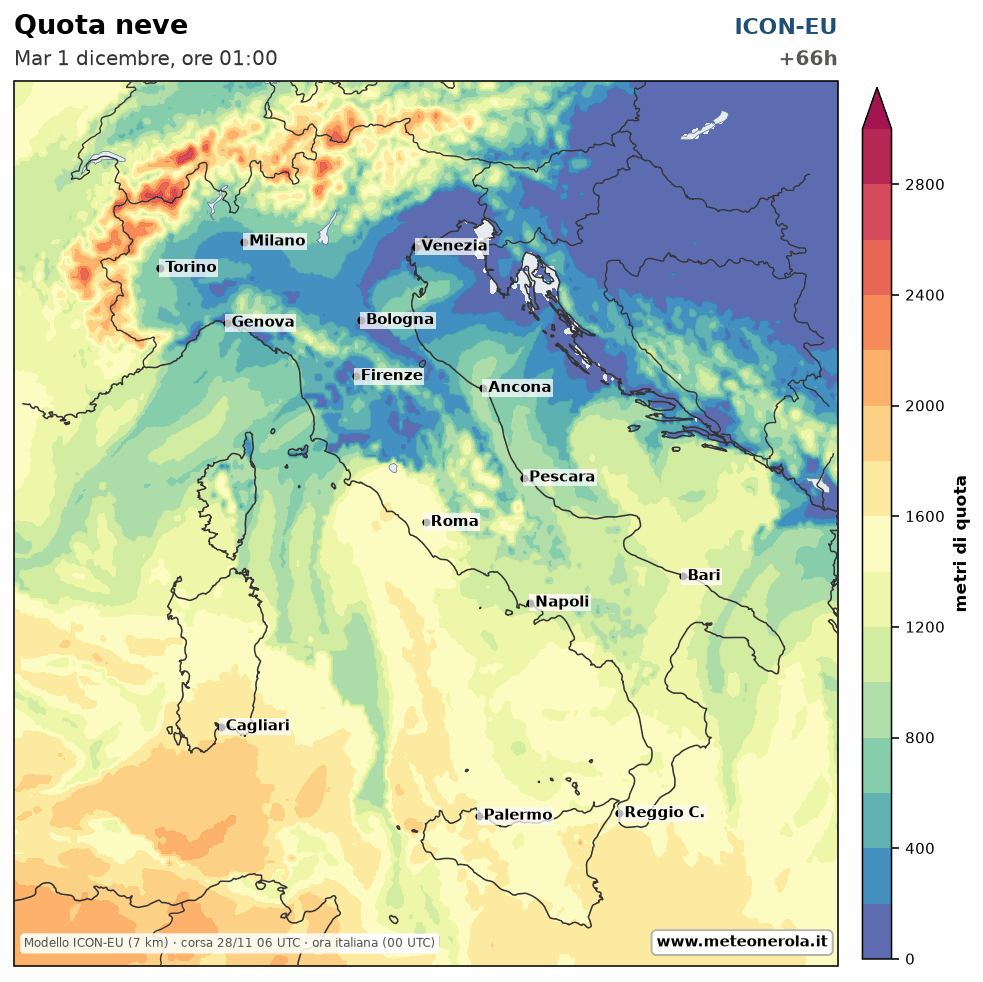 Quota neve
ICON-EU
Mar 1 dicembre, ore 01:00
+66h
Milano
Venezia
Torino
Genova
Bologna
Firenze
Ancona
Pescara
Roma
Bari
Napoli
Cagliari
Palermo
Reggio C.
Modello ICON-EU (7 km) · corsa 28/11 06 UTC · ora italiana (00 UTC)
www.meteonerola.it
2800
2400
2000
1600
1200
800
400
0
metri di quota